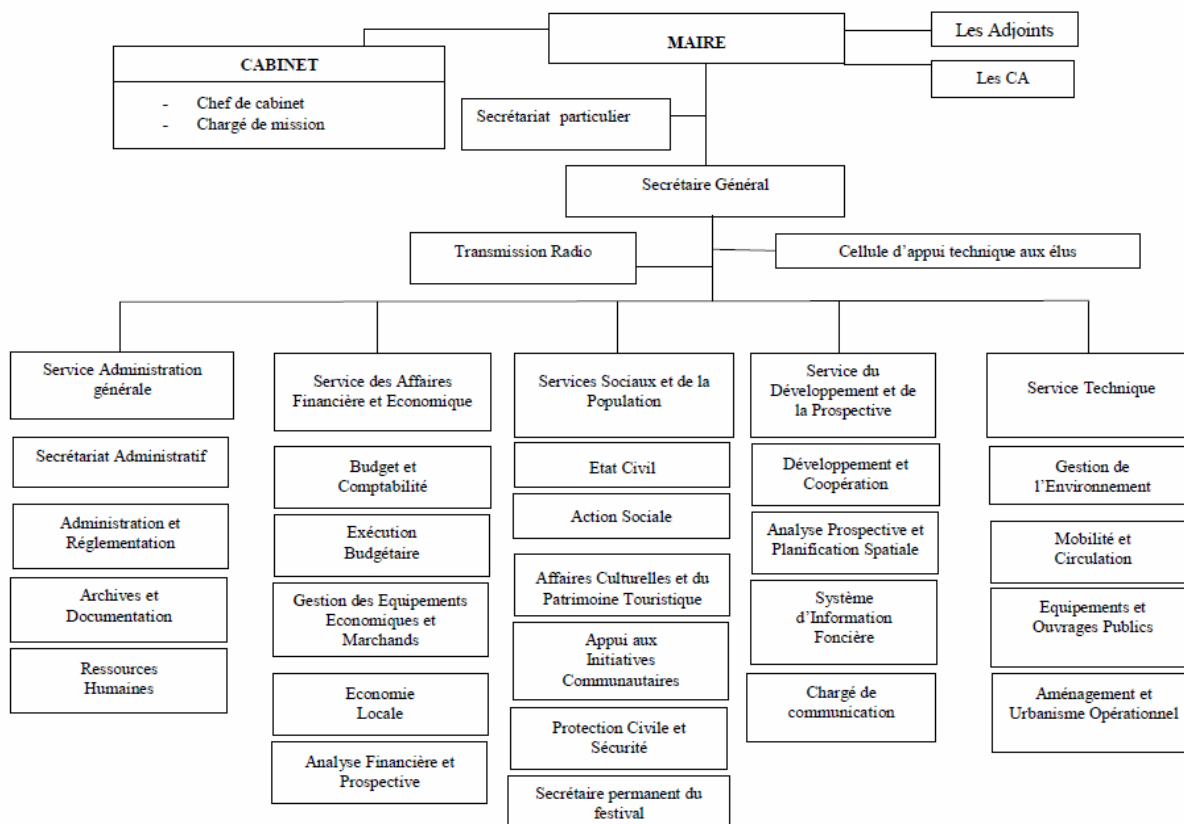 MAIRE
Les Adjoints
Les CA
CABINET
- Chef de cabinet
- Chargé de mission
Secrétariat particulier
Secrétaire Général
Transmission Radio
Cellule d'appui technique aux élus
Service Administration
générale
Secrétariat Administratif
Administration et
Réglementation
Archives et
Documentation
Ressources
Humaines
Service des Affaires
Financière et Economique
Budget et
Comptabilité
Exécution
Budgétaire
Gestion des Equipements
Economiques et
Marchands
Economie
Locale
Analyse Financière et
Prospective
Services Sociaux et de la
Population
Etat Civil
Action Sociale
Affaires Culturelles et du
Patrimoine Touristique
Appui aux
Initiatives
Communautaires
Protection Civile et
Sécurité
Secrétaire permanent du
festival
Service du
Développement et de
la Prospective
Développement et
Coopération
Analyse Prospective et
Planification Spatiale
Système
d'Information
Foncière
Chargé de
communication
Service Technique
Gestion de
l'Environnement
Mobilité et
Circulation
Equipements et
Ouvrages Publics
Aménagement et
Urbanisme Opérationnel